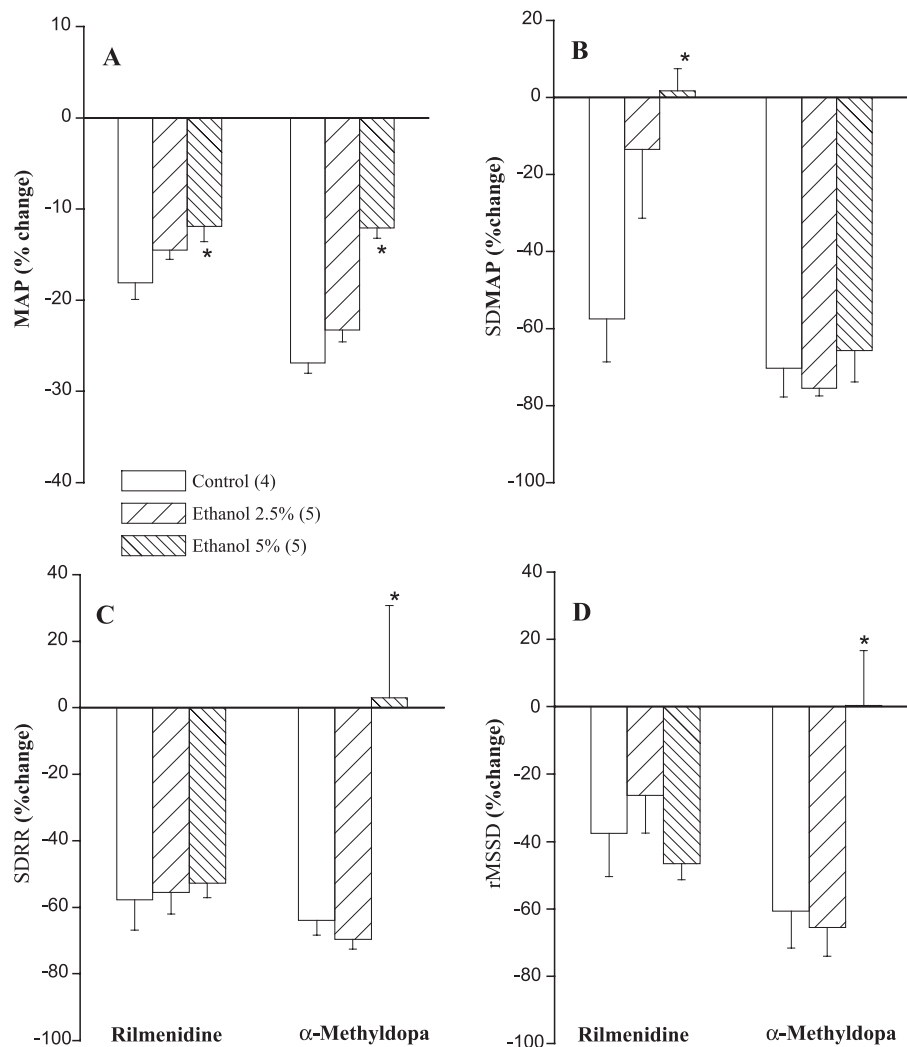 A
MAP (% change)
10
0
-10
-20
-30
-40
B
SDMAP (%change)
20
0
-20
-40
-60
-80
-100
*
*
*
Control (4)
Ethanol 2.5% (5)
Ethanol 5% (5)
C
SDRR (%change)
40
20
0
-20
-40
-60
-80
-100
*
Rilmenidine
α-Methyldopa
D
rMSSD (%change)
40
20
0
-20
-40
-60
-80
-100
*
Rilmenidine
α-Methyldopa